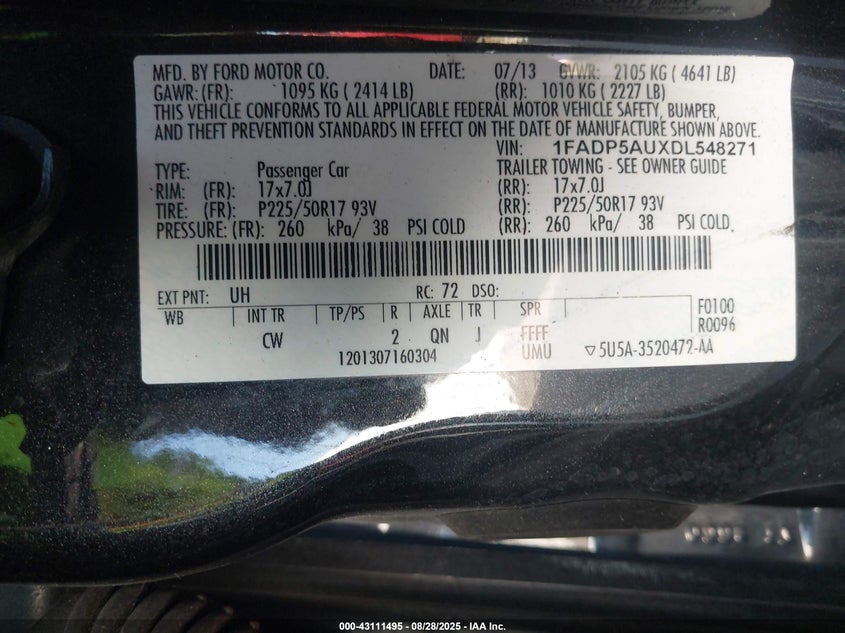 MFD. BY FORD MOTOR CO. DATE: 07/13 GVWR: 2105 KG ( 4641 LB)
GAWR: (FR): 1095 KG ( 2414 LB) (RR): 1010 KG ( 2227 LB)
THIS VEHICLE CONFORMS TO ALL APPLICABLE FEDERAL MOTOR VEHICLE SAFETY, BUMPER,
AND THEFT PREVENTION STANDARDS IN EFFECT ON THE DATE OF MANUFACTURE SHOWN ABOVE.
VIN: 1FADP5AUXDL548271
TYPE: Passenger Car TRAILER TOWING - SEE OWNER GUIDE
RIM: (FR): 17x7.0J (RR): 17x7.0J
TIRE: (FR): P225/50R17 93V (RR): P225/50R17 93V
PRESSURE: (FR): 260 kPa/ 38 PSI COLD (RR): 260 kPa/ 38 PSI COLD.
EXT PNT: UH RC: 72 DSO:
WB INT TR TP/PS R AXLE TR SPR F0100
R0096
CW 2 QN J FFFF
1201307160304 UMU ▽5U5A-3520472-AA
000-43111495 - 08/28/2025 - IAA Inc.